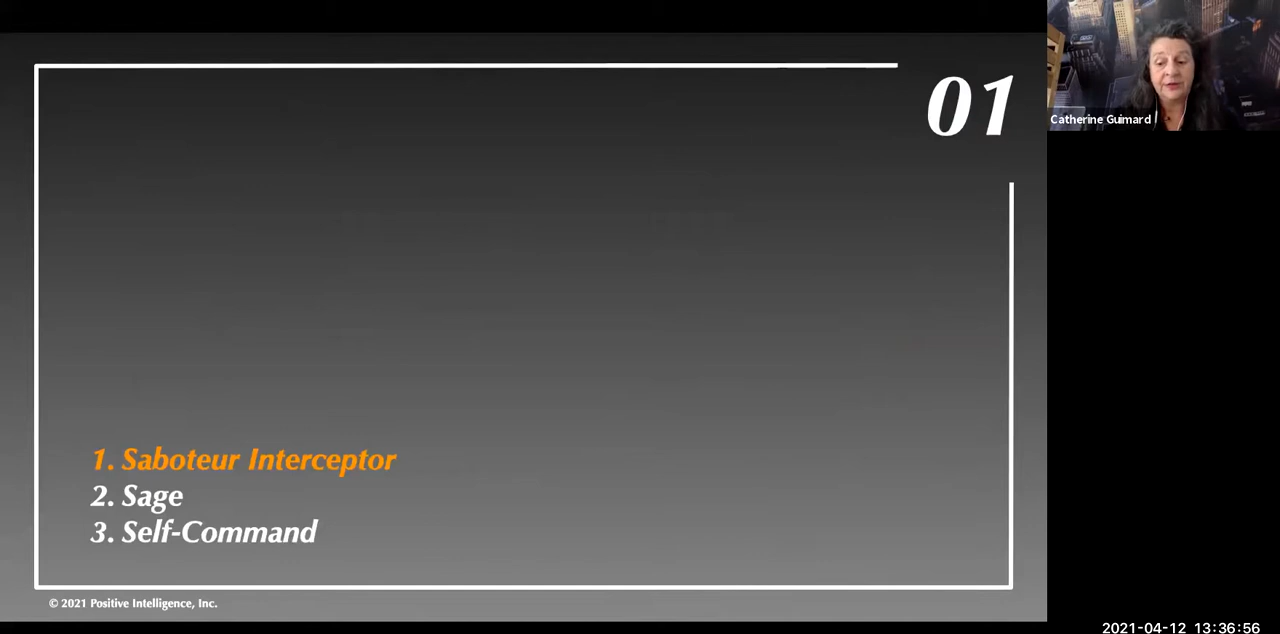 01
Catherine Guimard
1. Saboteur Interceptor
2. Sage
3. Self-Command
© 2021 Positive Intelligence, Inc.
2021-04-12 13:36:56